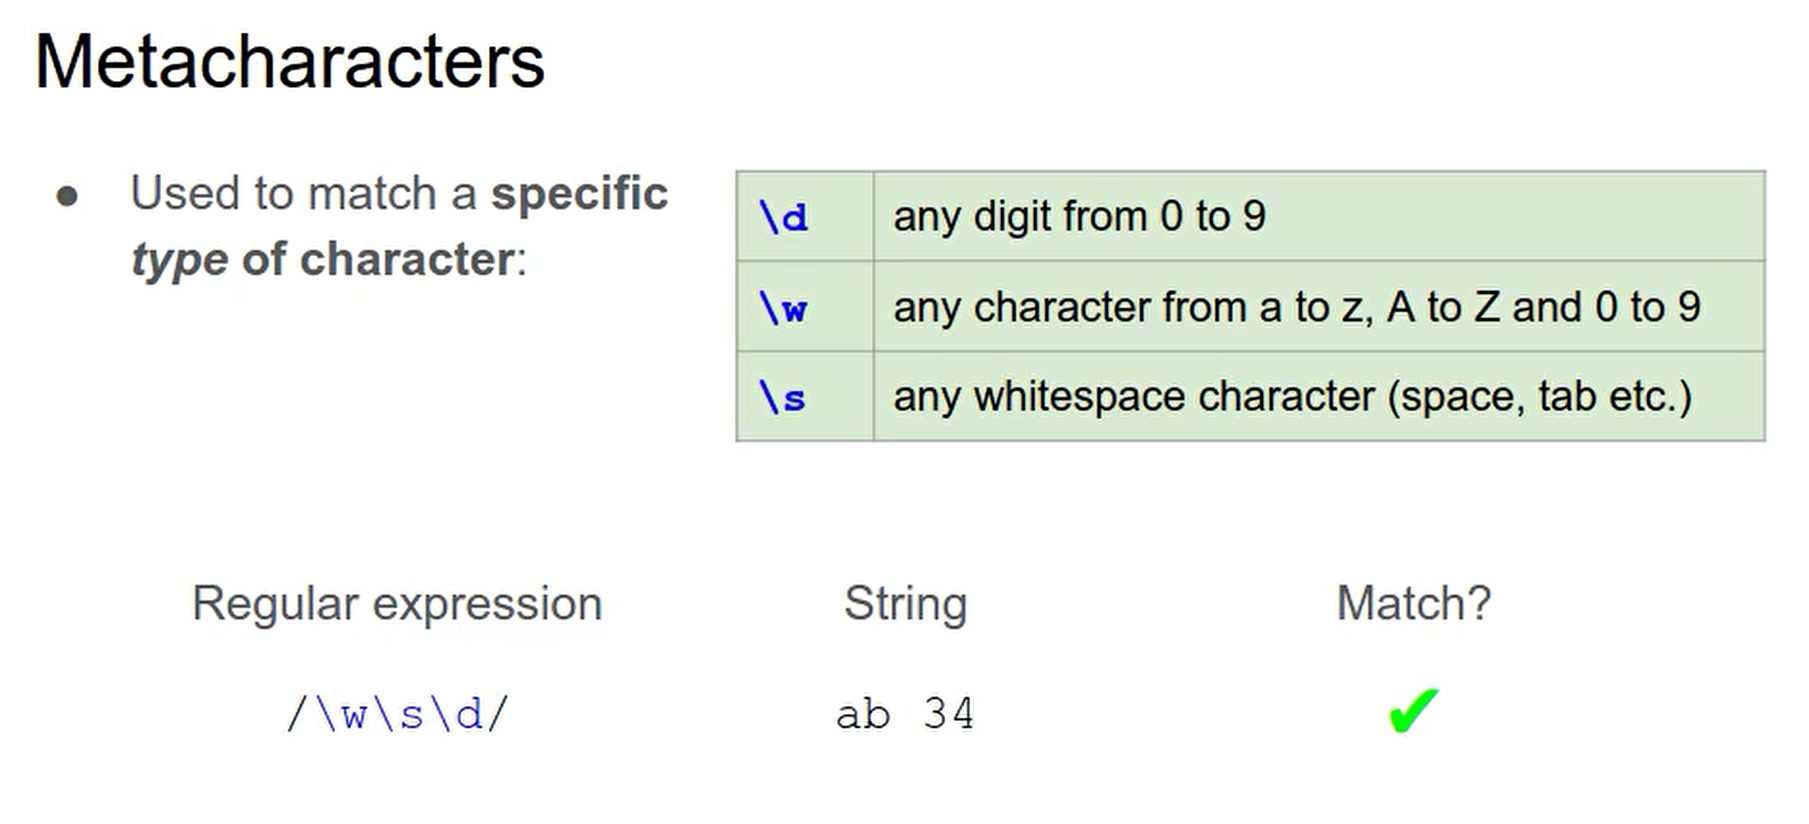 Metacharacters
● Used to match a specific
type of character:
\d any digit from 0 to 9
\w any character from a to z, A to Z and 0 to 9
\s any whitespace character (space, tab etc.)
Regular expression String Match?
/\w\s\d/ ab 34 ✔